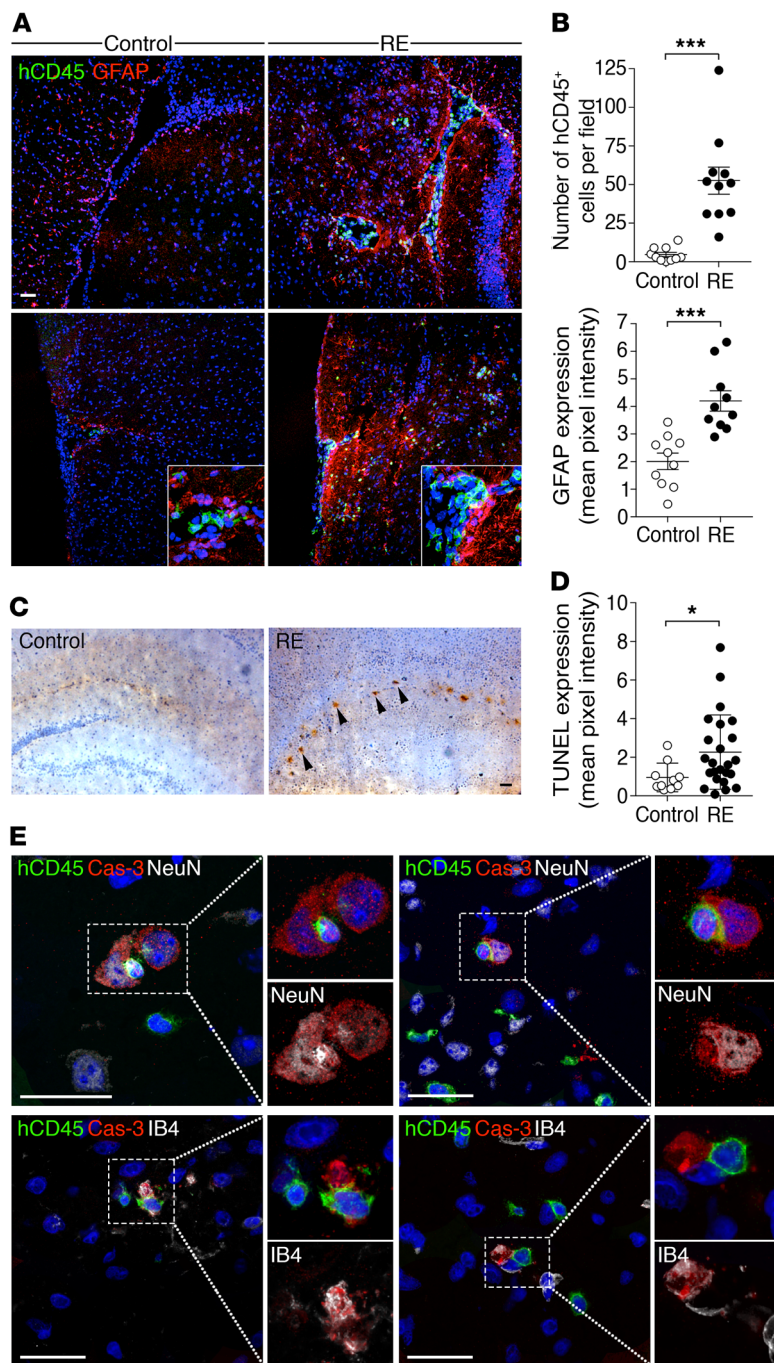 A
Control
RE
hCD45 GFAP
B
***
Number of hCD45⁺
cells per field
125
100
75
50
25
0
Control
RE
***
GFAP expression
(mean pixel intensity)
7
6
5
4
3
2
1
0
Control
RE
C
Control
RE
D
*
TUNEL expression
(mean pixel intensity)
10
8
6
4
2
0
Control
RE
E
hCD45 Cas-3 NeuN
NeuN
hCD45 Cas-3 NeuN
NeuN
hCD45 Cas-3 IB4
IB4
hCD45 Cas-3 IB4
IB4